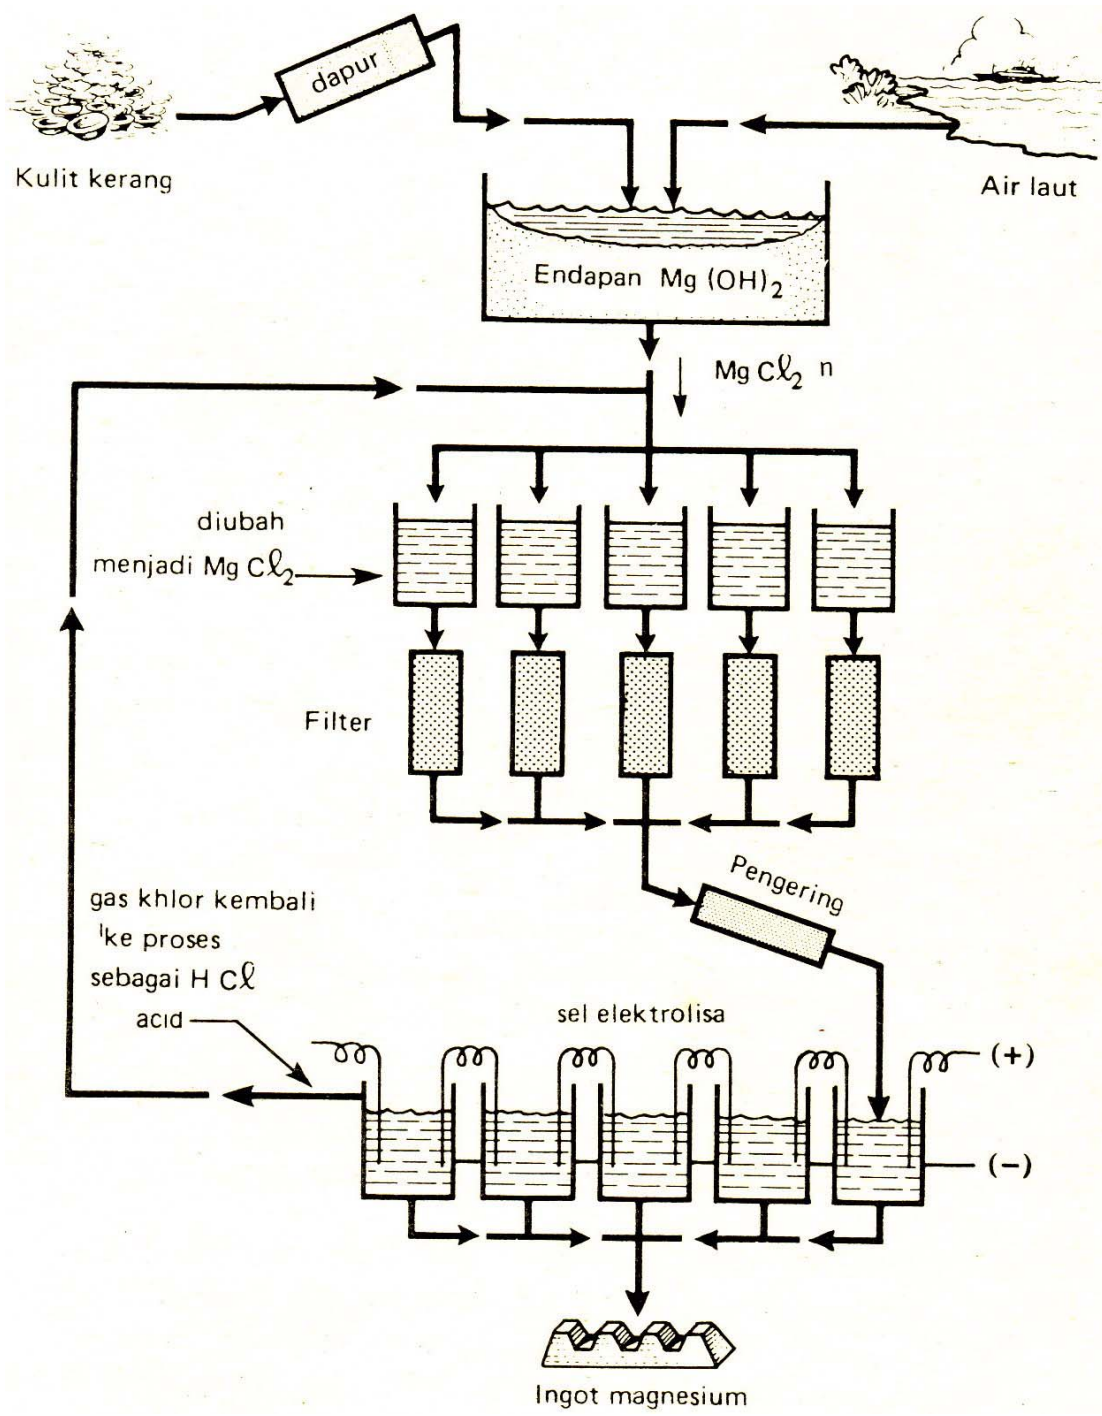 dapur
Kulit kerang
Air laut
Endapan Mg (OH)₂
Mg Cℓ₂ n
diubah
menjadi Mg Cℓ₂
Filter
Pengering
gas khlor kembali
ke proses
sebagai H Cℓ
acid
sel elektrolisa
(+)
(−)
Ingot magnesium